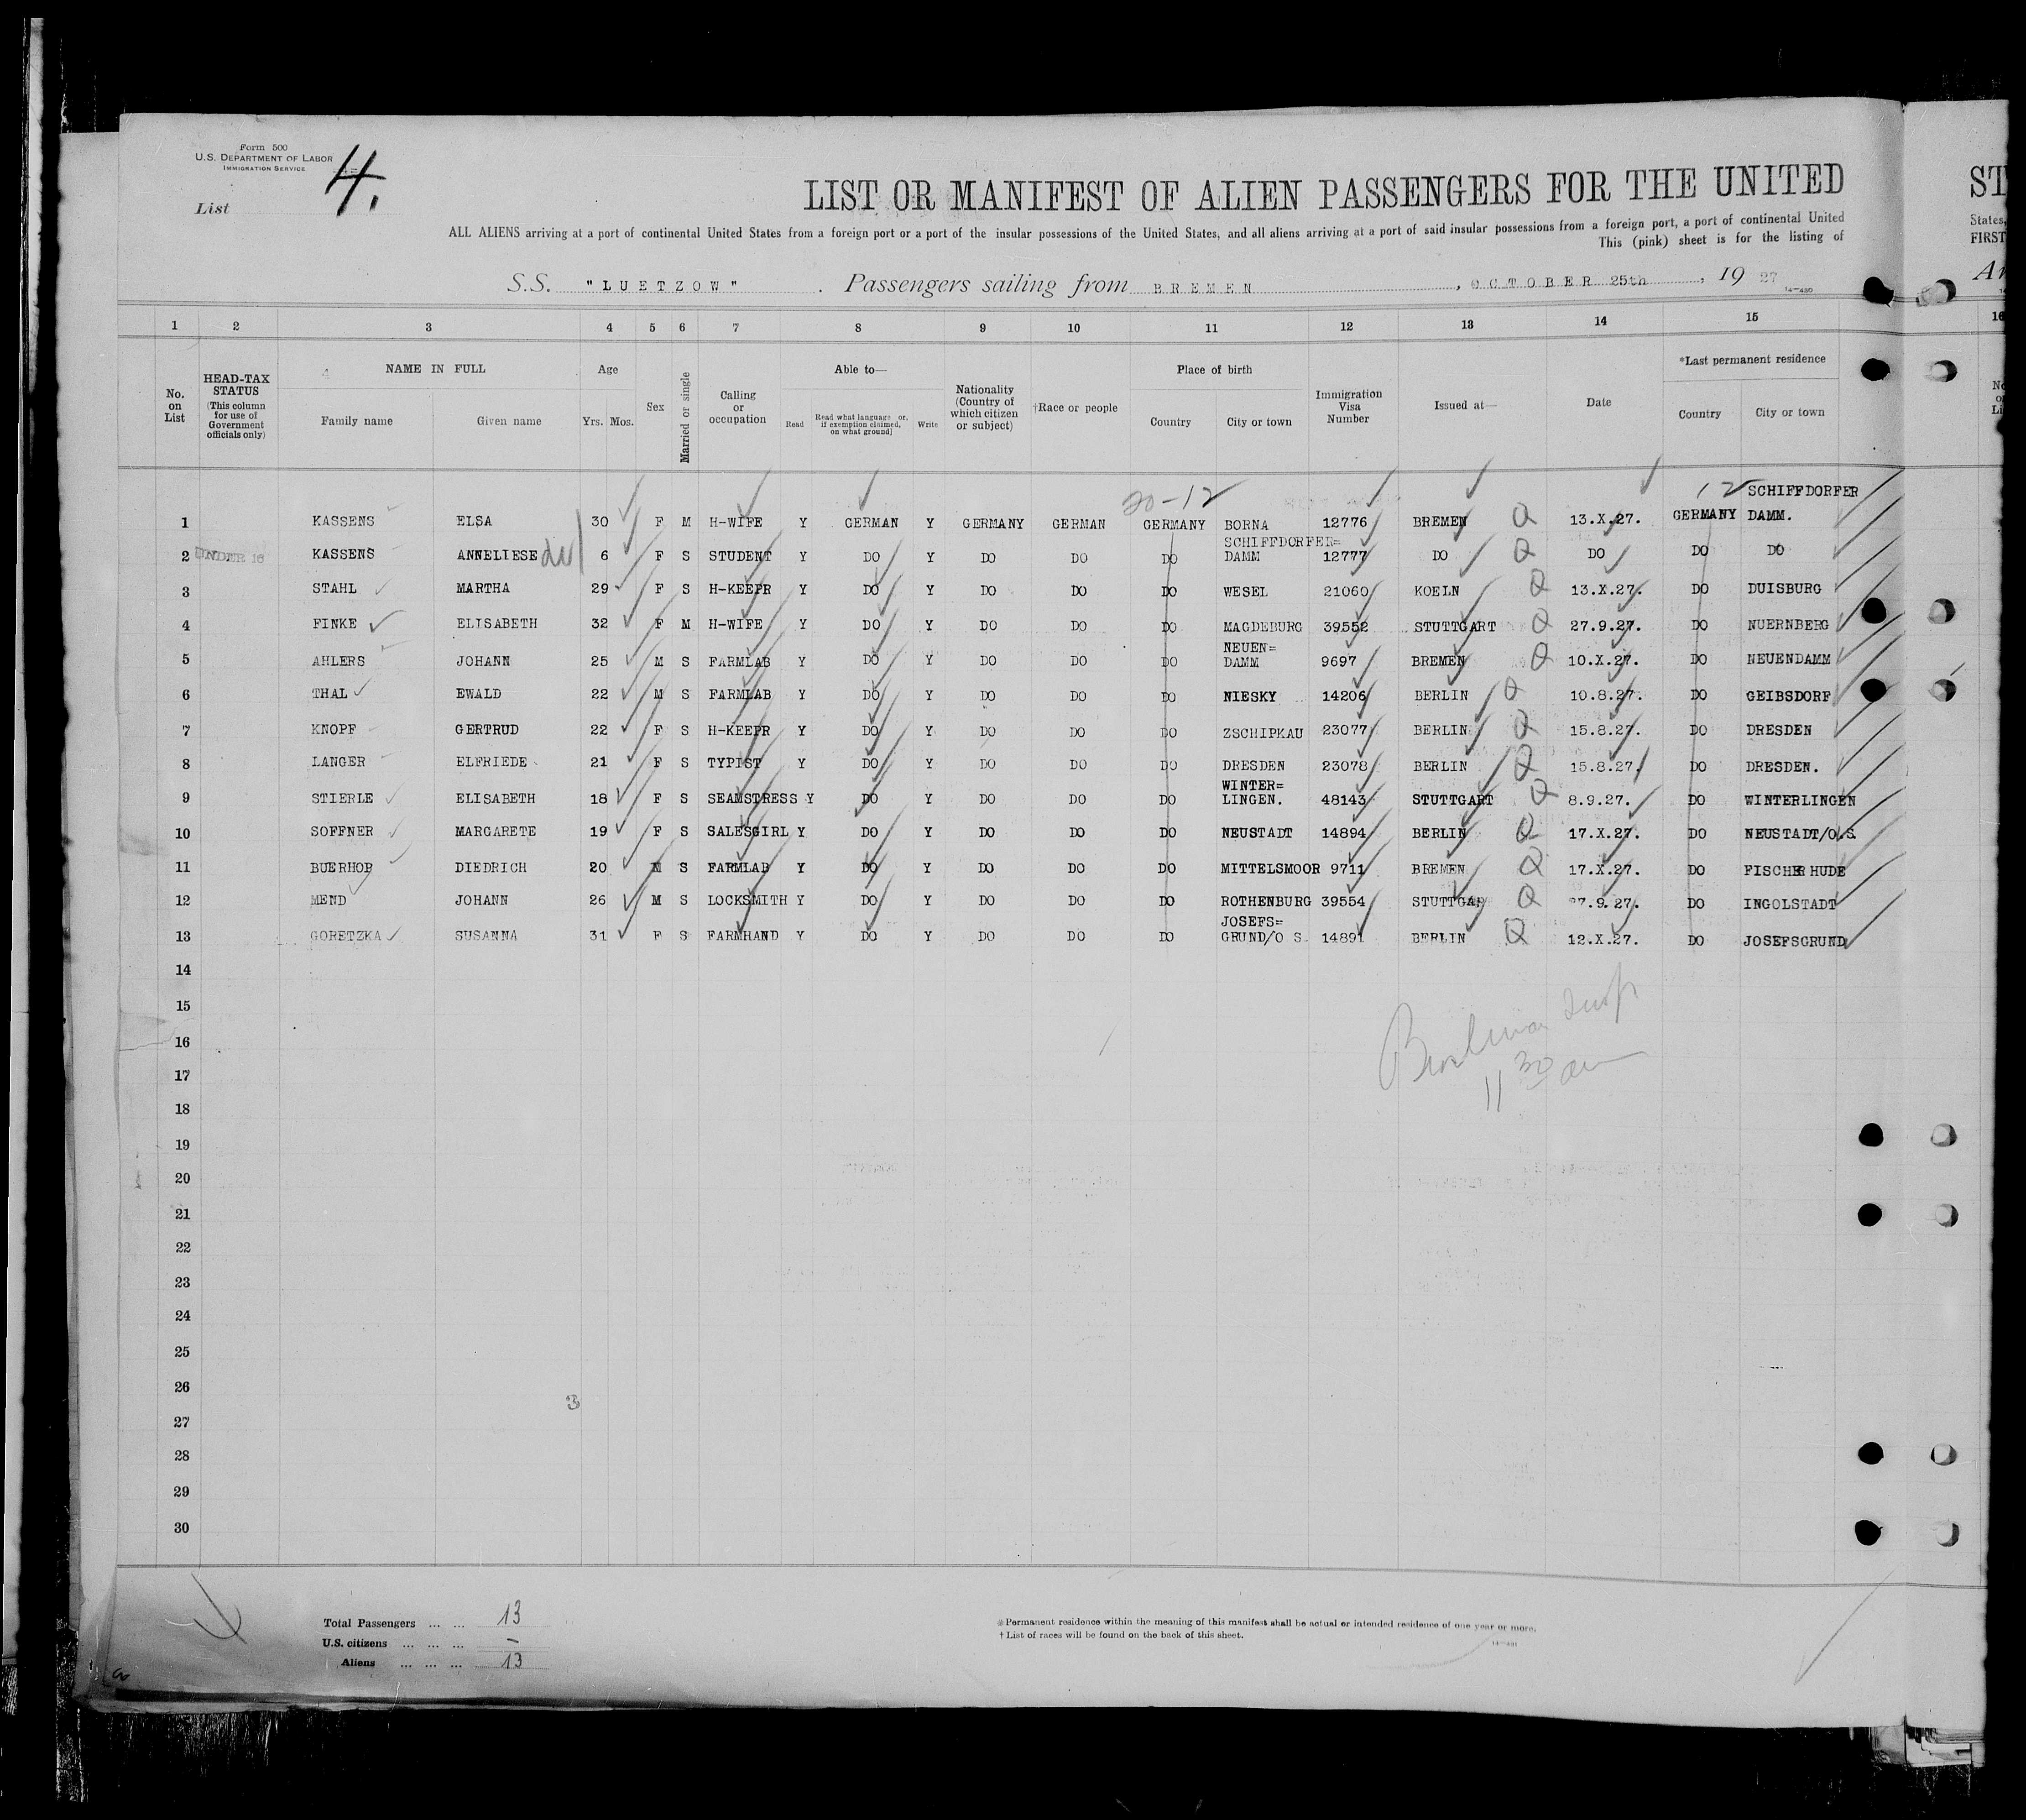 Form 500
U.S. DEPARTMENT OF LABOR
IMMIGRATION SERVICE
List 4.
LIST OR MANIFEST OF ALIEN PASSENGERS FOR THE UNITED
ST
ALL ALIENS arriving at a port of continental United States from a foreign port or a port of the insular possessions of the United States, and all aliens arriving at a port of said insular possessions from a foreign port, a port of continental United
States,
This (pink) sheet is for the listing of
FIRST
S.S. "LUETZOW" . Passengers sailing from BREMEN , OCTOBER 25th , 19 27
14-480
1 2 3 4 5 6 7 8 9 10 11 12 13 14 15 16
No. on List
HEAD-TAX STATUS (This column for use of Government officials only)
NAME IN FULL
Family name Given name
Age
Yrs. Mos.
Sex
Married or single
Calling or occupation
Able to—
Read
Read what language [or, if exemption claimed, on what ground]
Write
Nationality (Country of which citizen or subject)
†Race or people
Place of birth
Country City or town
Immigration Visa Number
Issued at—
Date
*Last permanent residence
Country City or town
20-12 12
1 KASSENS ELSA 30 F M H-WIFE Y GERMAN Y GERMANY GERMAN GERMANY BORNA 12776 BREMEN Q 13.X.27. GERMANY SCHIFFDORFER DAMM.
2 UNDER 16 KASSENS ANNELIESE 6 F S STUDENT Y DO Y DO DO DO SCHIFFDORFER= DAMM 12777 DO Q DO DO DO
3 STAHL MARTHA 29 F S H-KEEPR Y DO Y DO DO DO WESEL 21060 KOELN Q 13.X.27. DO DUISBURG
4 FINKE ELISABETH 32 F M H-WIFE Y DO Y DO DO DO MAGDEBURG 39552 STUTTGART Q 27.9.27. DO NUERNBERG
5 AHLERS JOHANN 25 M S FARMLAB Y DO Y DO DO DO NEUEN= DAMM 9697 BREMEN Q 10.X.27. DO NEUENDAMM
6 THAL EWALD 22 M S FARMLAB Y DO Y DO DO DO NIESKY 14206 BERLIN Q 10.8.27. DO GEIBSDORF
7 KNOPF GERTRUD 22 F S H-KEEPR Y DO Y DO DO DO ZSCHIPKAU 23077 BERLIN Q 15.8.27. DO DRESDEN
8 LANGER ELFRIEDE 21 F S TYPIST Y DO Y DO DO DO DRESDEN 23078 BERLIN Q 15.8.27. DO DRESDEN.
9 STIERLE ELISABETH 18 F S SEAMSTRESS Y DO Y DO DO DO WINTER= LINGEN. 48143 STUTTGART Q 8.9.27. DO WINTERLINGEN
10 SOFFNER MARGARETE 19 F S SALESGIRL Y DO Y DO DO DO NEUSTADT 14894 BERLIN Q 17.X.27. DO NEUSTADT/O.S.
11 BUERHOP DIEDRICH 20 M S FARMLAB Y DO Y DO DO DO MITTELSMOOR 9711 BREMEN Q 17.X.27. DO FISCHERHUDE
12 MEND JOHANN 26 M S LOCKSMITH Y DO Y DO DO DO ROTHENBURG 39554 STUTTGAR Q 27.9.27. DO INGOLSTADT
13 GORETZKA SUSANNA 31 F S FARMHAND Y DO Y DO DO DO JOSEFS= GRUND/O S. 14891 BERLIN Q 12.X.27. DO JOSEFSGRUND
14
15
16
17
18
19
20
21
22
23
24
25
26
27
28
29
30
11 30 am
3
Total Passengers ... ... 13
U.S. citizens ... ... ... –
Aliens ... ... ... 13
*Permanent residence within the meaning of this manifest shall be actual or intended residence of one year or more.
†List of races will be found on the back of this sheet.